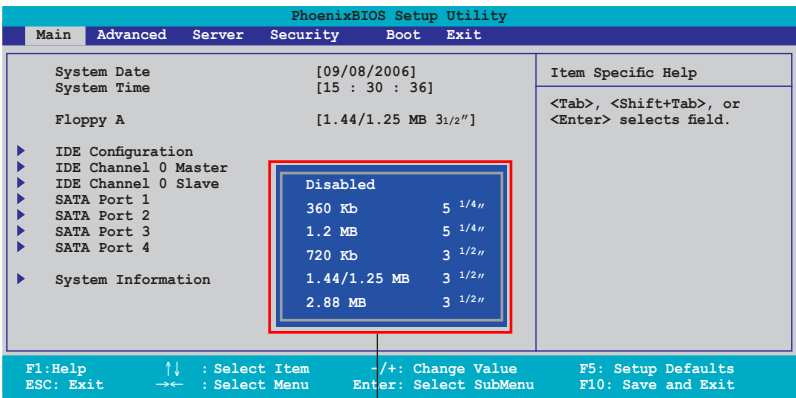 PhoenixBIOS Setup Utility
Main Advanced Server Security Boot Exit
System Date [09/08/2006]
System Time [15 : 30 : 36]
Floppy A [1.44/1.25 MB 31/2"]
IDE Configuration
IDE Channel 0 Master
IDE Channel 0 Slave
SATA Port 1
SATA Port 2
SATA Port 3
SATA Port 4
System Information
Disabled
360 Kb 5 1/4"
1.2 MB 5 1/4"
720 Kb 3 1/2"
1.44/1.25 MB 3 1/2"
2.88 MB 3 1/2"
Item Specific Help
<Tab>, <Shift+Tab>, or
<Enter> selects field.
F1:Help ↑↓ : Select Item -/+: Change Value F5: Setup Defaults
ESC: Exit →← : Select Menu Enter: Select SubMenu F10: Save and Exit